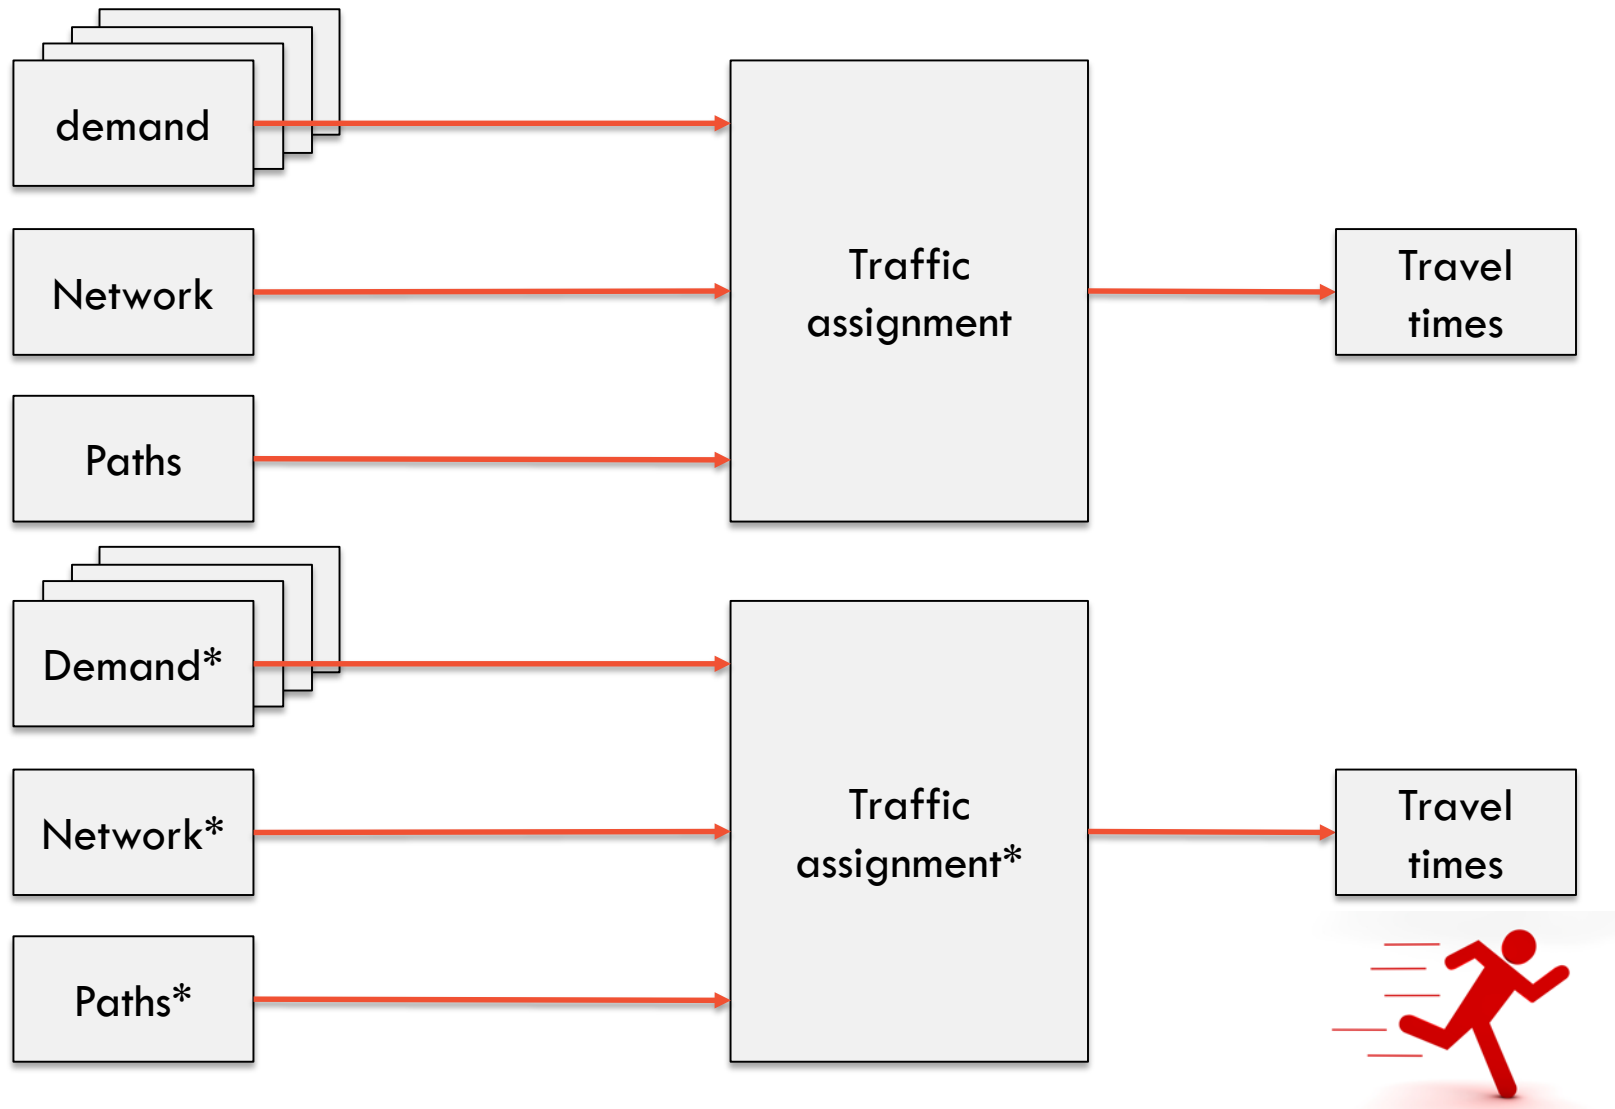 demand
Network
Paths
Traffic
assignment
Travel
times
Demand*
Network*
Paths*
Traffic
assignment*
Travel
times